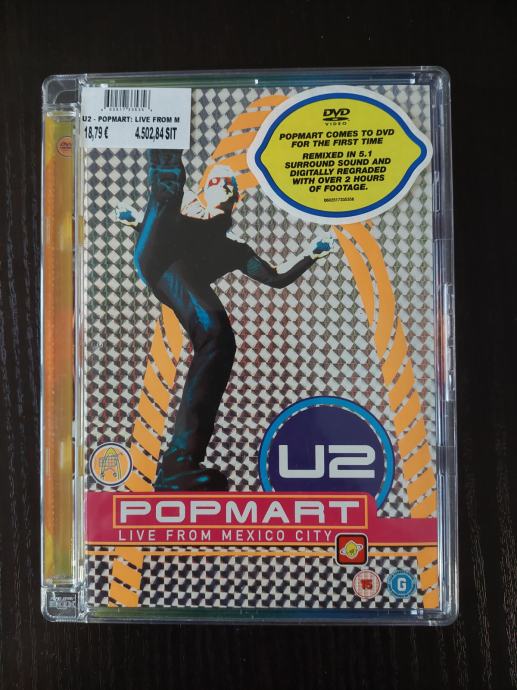 U2 - POPMART: LIVE FROM M
18,79 € 4.502,84 SIT
DVD
VIDEO
POPMART COMES TO DVD
FOR THE FIRST TIME
REMIXED IN 5.1
SURROUND SOUND AND
DIGITALLY REGRADED
WITH OVER 2 HOURS
OF FOOTAGE.
U2
POPMART
LIVE FROM MEXICO CITY
15 G